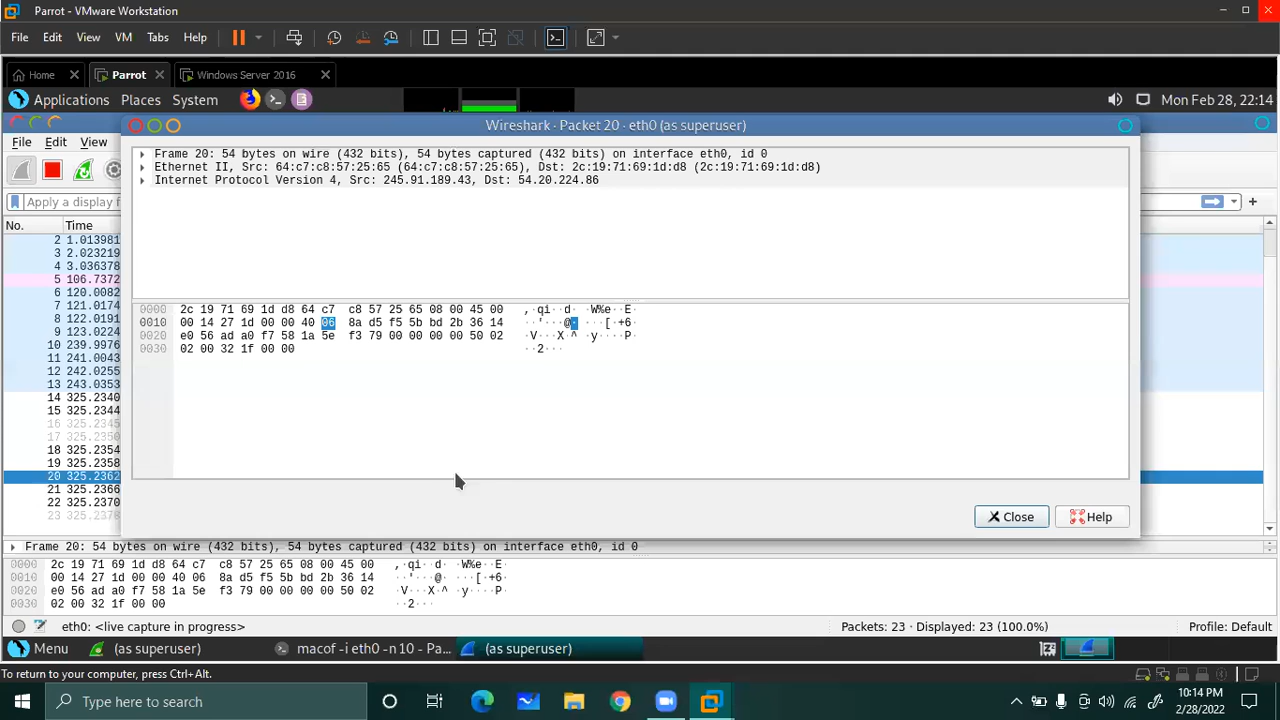 Parrot - VMware Workstation
File Edit View VM Tabs Help
Home Parrot Windows Server 2016
Applications Places System Mon Feb 28, 22:14
Wireshark · Packet 20 · eth0 (as superuser)
File Edit View
Frame 20: 54 bytes on wire (432 bits), 54 bytes captured (432 bits) on interface eth0, id 0
Ethernet II, Src: 64:c7:c8:57:25:65 (64:c7:c8:57:25:65), Dst: 2c:19:71:69:1d:d8 (2c:19:71:69:1d:d8)
Internet Protocol Version 4, Src: 245.91.189.43, Dst: 54.20.224.86
Apply a display f
No. Time
2 1.013981
3 2.023219
4 3.036378
5 106.7372
6 120.0082
7 121.0174
8 122.0191
9 123.0224
10 239.9976
11 241.0043
12 242.0255
13 243.0353
14 325.2340
15 325.2344
16 325.2350
17 325.2350
18 325.2354
19 325.2358
20 325.2362
21 325.2366
22 325.2370
23 325.2378
0000 2c 19 71 69 1d d8 64 c7 c8 57 25 65 08 00 45 00 ,·qi··d· ·W%e··E·
0010 00 14 27 1d 00 00 40 06 8a d5 f5 5b bd 2b 36 14 ··'···@· ···[·+6·
0020 e0 56 ad a0 f7 58 1a 5e f3 79 00 00 00 00 50 02 ·V···X·^ ·y····P·
0030 02 00 32 1f 00 00 ··2···
Close Help
Frame 20: 54 bytes on wire (432 bits), 54 bytes captured (432 bits) on interface eth0, id 0
0000 2c 19 71 69 1d d8 64 c7 c8 57 25 65 08 00 45 00 ,·qi··d· ·W%e··E·
0010 00 14 27 1d 00 00 40 06 8a d5 f5 5b bd 2b 36 14 ··'···@· ···[·+6·
0020 e0 56 ad a0 f7 58 1a 5e f3 79 00 00 00 00 50 02 ·V···X·^ ·y····P·
0030 02 00 32 1f 00 00 ··2···
eth0: <live capture in progress> Packets: 23 · Displayed: 23 (100.0%) Profile: Default
Menu (as superuser) macof -i eth0 -n 10 - Pa... (as superuser)
To return to your computer, press Ctrl+Alt.
Type here to search
10:14 PM
2/28/2022